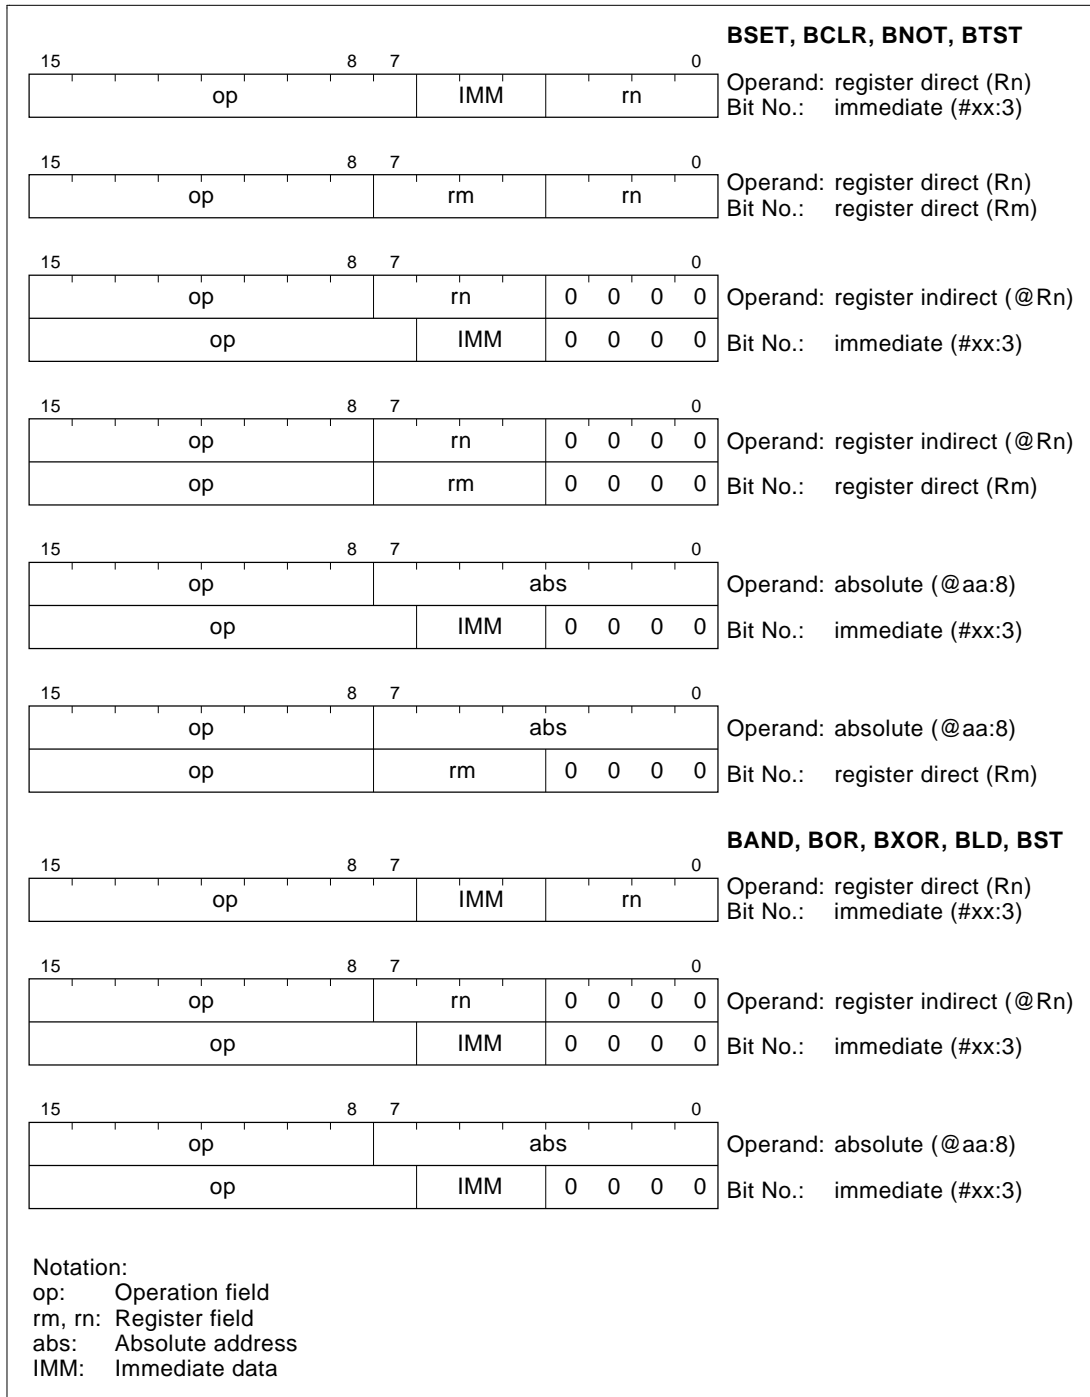 BSET, BCLR, BNOT, BTST
15 8 7 0
op IMM rn Operand: register direct (Rn)
Bit No.: immediate (#xx:3)
15 8 7 0
op rm rn Operand: register direct (Rn)
Bit No.: register direct (Rm)
15 8 7 0
op rn 0 0 0 0 Operand: register indirect (@Rn)
op IMM 0 0 0 0 Bit No.: immediate (#xx:3)
15 8 7 0
op rn 0 0 0 0 Operand: register indirect (@Rn)
op rm 0 0 0 0 Bit No.: register direct (Rm)
15 8 7 0
op abs Operand: absolute (@aa:8)
op IMM 0 0 0 0 Bit No.: immediate (#xx:3)
15 8 7 0
op abs Operand: absolute (@aa:8)
op rm 0 0 0 0 Bit No.: register direct (Rm)
BAND, BOR, BXOR, BLD, BST
15 8 7 0
op IMM rn Operand: register direct (Rn)
Bit No.: immediate (#xx:3)
15 8 7 0
op rn 0 0 0 0 Operand: register indirect (@Rn)
op IMM 0 0 0 0 Bit No.: immediate (#xx:3)
15 8 7 0
op abs Operand: absolute (@aa:8)
op IMM 0 0 0 0 Bit No.: immediate (#xx:3)
Notation:
op: Operation field
rm, rn: Register field
abs: Absolute address
IMM: Immediate data